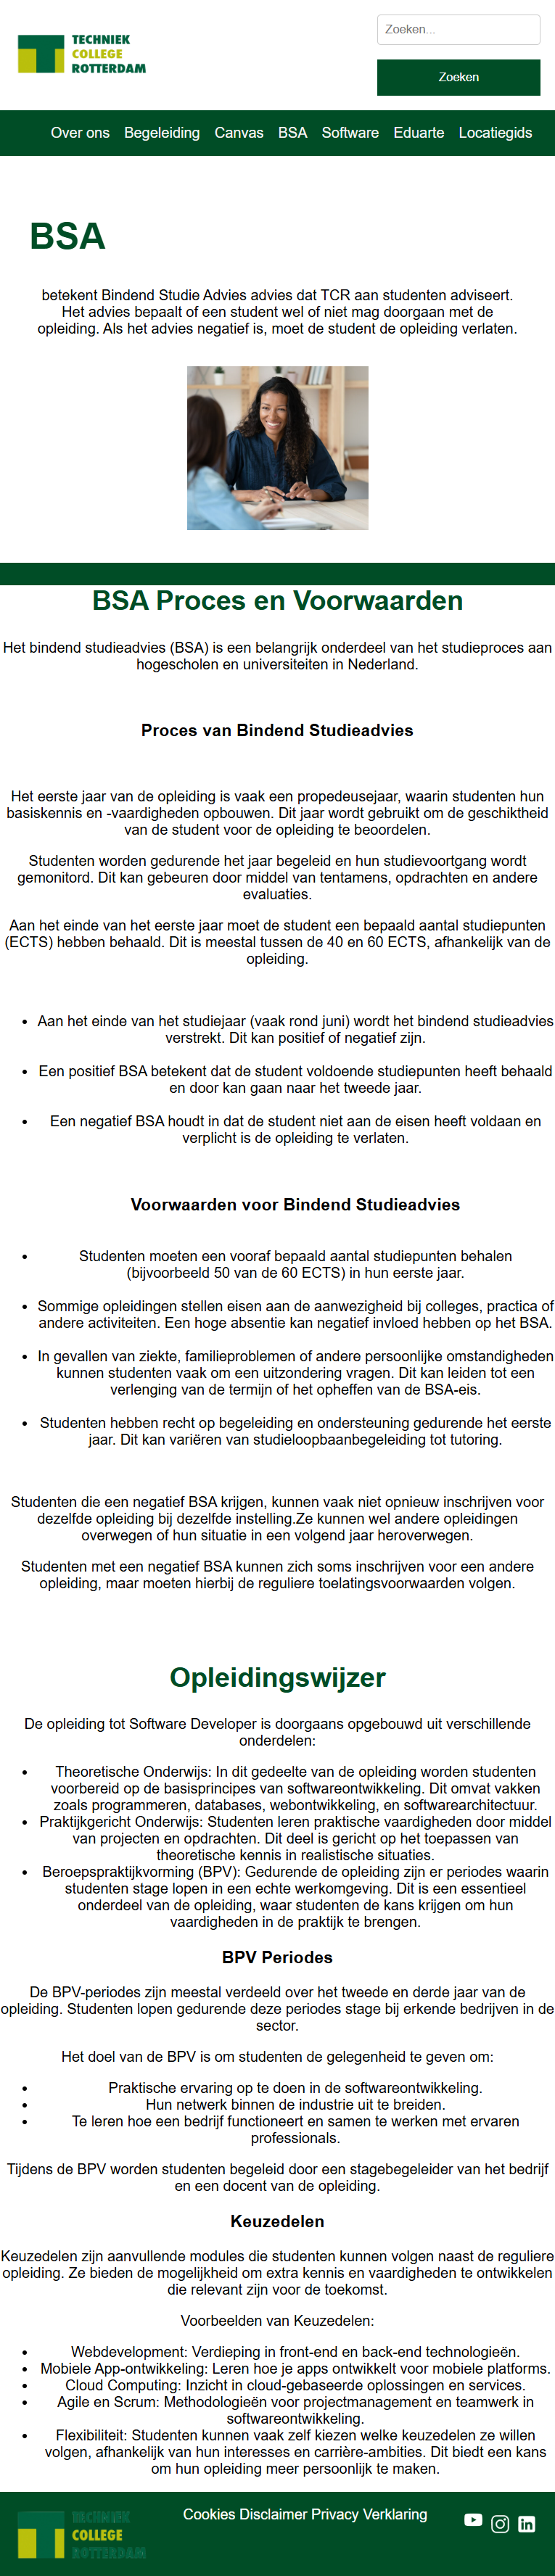 TECHNIEK
COLLEGE
ROTTERDAM
Zoeken...
Zoeken
Over ons Begeleiding Canvas BSA Software Eduarte Locatiegids
BSA
betekent Bindend Studie Advies advies dat TCR aan studenten adviseert.
Het advies bepaalt of een student wel of niet mag doorgaan met de
opleiding. Als het advies negatief is, moet de student de opleiding verlaten.
BSA Proces en Voorwaarden
Het bindend studieadvies (BSA) is een belangrijk onderdeel van het studieproces aan
hogescholen en universiteiten in Nederland.
Proces van Bindend Studieadvies
Het eerste jaar van de opleiding is vaak een propedeusejaar, waarin studenten hun
basiskennis en -vaardigheden opbouwen. Dit jaar wordt gebruikt om de geschiktheid
van de student voor de opleiding te beoordelen.
Studenten worden gedurende het jaar begeleid en hun studievoortgang wordt
gemonitord. Dit kan gebeuren door middel van tentamens, opdrachten en andere
evaluaties.
Aan het einde van het eerste jaar moet de student een bepaald aantal studiepunten
(ECTS) hebben behaald. Dit is meestal tussen de 40 en 60 ECTS, afhankelijk van de
opleiding.
• Aan het einde van het studiejaar (vaak rond juni) wordt het bindend studieadvies
verstrekt. Dit kan positief of negatief zijn.
• Een positief BSA betekent dat de student voldoende studiepunten heeft behaald
en door kan gaan naar het tweede jaar.
• Een negatief BSA houdt in dat de student niet aan de eisen heeft voldaan en
verplicht is de opleiding te verlaten.
Voorwaarden voor Bindend Studieadvies
• Studenten moeten een vooraf bepaald aantal studiepunten behalen
(bijvoorbeeld 50 van de 60 ECTS) in hun eerste jaar.
• Sommige opleidingen stellen eisen aan de aanwezigheid bij colleges, practica of
andere activiteiten. Een hoge absentie kan negatief invloed hebben op het BSA.
• In gevallen van ziekte, familieproblemen of andere persoonlijke omstandigheden
kunnen studenten vaak om een uitzondering vragen. Dit kan leiden tot een
verlenging van de termijn of het opheffen van de BSA-eis.
• Studenten hebben recht op begeleiding en ondersteuning gedurende het eerste
jaar. Dit kan variëren van studieloopbaanbegeleiding tot tutoring.
Studenten die een negatief BSA krijgen, kunnen vaak niet opnieuw inschrijven voor
dezelfde opleiding bij dezelfde instelling.Ze kunnen wel andere opleidingen
overwegen of hun situatie in een volgend jaar heroverwegen.
Studenten met een negatief BSA kunnen zich soms inschrijven voor een andere
opleiding, maar moeten hierbij de reguliere toelatingsvoorwaarden volgen.
Opleidingswijzer
De opleiding tot Software Developer is doorgaans opgebouwd uit verschillende
onderdelen:
• Theoretische Onderwijs: In dit gedeelte van de opleiding worden studenten
voorbereid op de basisprincipes van softwareontwikkeling. Dit omvat vakken
zoals programmeren, databases, webontwikkeling, en softwarearchitectuur.
• Praktijkgericht Onderwijs: Studenten leren praktische vaardigheden door middel
van projecten en opdrachten. Dit deel is gericht op het toepassen van
theoretische kennis in realistische situaties.
• Beroepspraktijkvorming (BPV): Gedurende de opleiding zijn er periodes waarin
studenten stage lopen in een echte werkomgeving. Dit is een essentieel
onderdeel van de opleiding, waar studenten de kans krijgen om hun
vaardigheden in de praktijk te brengen.
BPV Periodes
De BPV-periodes zijn meestal verdeeld over het tweede en derde jaar van de
opleiding. Studenten lopen gedurende deze periodes stage bij erkende bedrijven in de
sector.
Het doel van de BPV is om studenten de gelegenheid te geven om:
• Praktische ervaring op te doen in de softwareontwikkeling.
• Hun netwerk binnen de industrie uit te breiden.
• Te leren hoe een bedrijf functioneert en samen te werken met ervaren
professionals.
Tijdens de BPV worden studenten begeleid door een stagebegeleider van het bedrijf
en een docent van de opleiding.
Keuzedelen
Keuzedelen zijn aanvullende modules die studenten kunnen volgen naast de reguliere
opleiding. Ze bieden de mogelijkheid om extra kennis en vaardigheden te ontwikkelen
die relevant zijn voor de toekomst.
Voorbeelden van Keuzedelen:
• Webdevelopment: Verdieping in front-end en back-end technologieën.
• Mobiele App-ontwikkeling: Leren hoe je apps ontwikkelt voor mobiele platforms.
• Cloud Computing: Inzicht in cloud-gebaseerde oplossingen en services.
• Agile en Scrum: Methodologieën voor projectmanagement en teamwerk in
softwareontwikkeling.
• Flexibiliteit: Studenten kunnen vaak zelf kiezen welke keuzedelen ze willen
volgen, afhankelijk van hun interesses en carrière-ambities. Dit biedt een kans
om hun opleiding meer persoonlijk te maken.
TECHNIEK
COLLEGE
ROTTERDAM
Cookies Disclaimer Privacy Verklaring